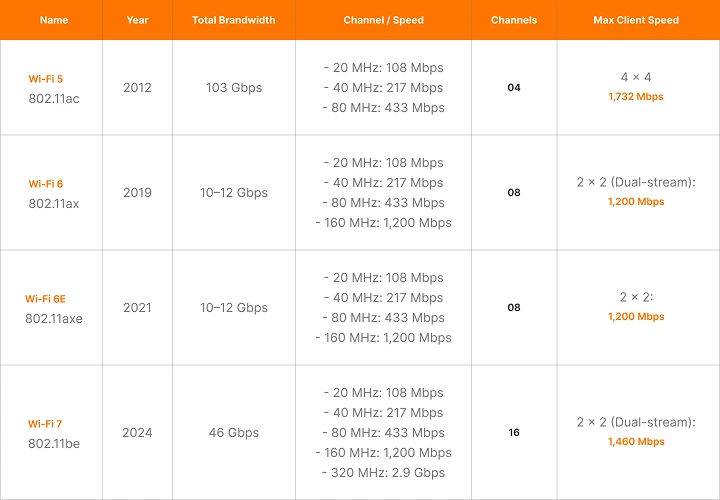 Name Year Total Brandwidth Channel / Speed Channels Max Client Speed
Wi-Fi 5
802.11ac
2012
103 Gbps
- 20 MHz: 108 Mbps
- 40 MHz: 217 Mbps
- 80 MHz: 433 Mbps
04
4 × 4
1,732 Mbps
Wi-Fi 6
802.11ax
2019
10–12 Gbps
- 20 MHz: 108 Mbps
- 40 MHz: 217 Mbps
- 80 MHz: 433 Mbps
- 160 MHz: 1,200 Mbps
08
2 × 2 (Dual-stream):
1,200 Mbps
Wi-Fi 6E
802.11axe
2021
10–12 Gbps
- 20 MHz: 108 Mbps
- 40 MHz: 217 Mbps
- 80 MHz: 433 Mbps
- 160 MHz: 1,200 Mbps
08
2 × 2:
1,200 Mbps
Wi-Fi 7
802.11be
2024
46 Gbps
- 20 MHz: 108 Mbps
- 40 MHz: 217 Mbps
- 80 MHz: 433 Mbps
- 160 MHz: 1,200 Mbps
- 320 MHz: 2.9 Gbps
16
2 × 2 (Dual-stream):
1,460 Mbps